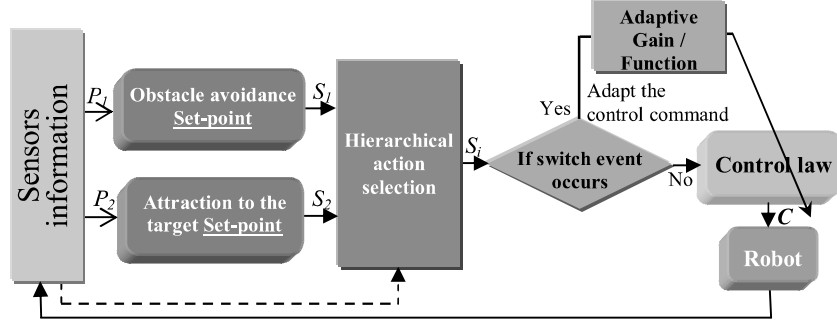 Sensors
information
P1
Obstacle avoidance
Set-point
S1
P2
Attraction to the
target Set-point
S2
Hierarchical
action
selection
Si
If switch event
occurs
Yes
Adapt the
control command
Adaptive
Gain /
Function
No
Control law
C
Robot